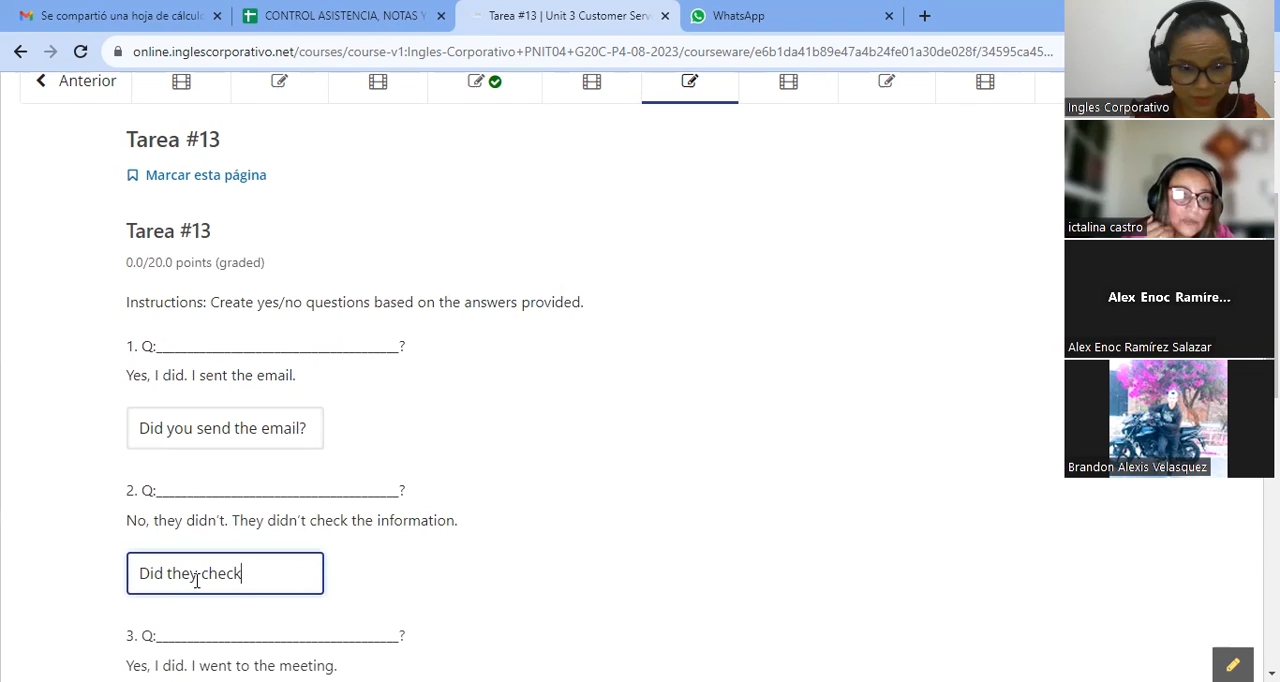 Se compartió una hoja de cálcul
CONTROL ASISTENCIA, NOTAS Y
Tarea #13 | Unit 3 Customer Serv
WhatsApp
online.inglescorporativo.net/courses/course-v1:Ingles-Corporativo+PNIT04+G20C-P4-08-2023/courseware/e6b1da41b89e47a4b24fe01a30de028f/34595ca45...
Anterior
Tarea #13
Marcar esta página
Tarea #13
0.0/20.0 points (graded)
Instructions: Create yes/no questions based on the answers provided.
1. Q:___________________________________?
Yes, I did. I sent the email.
Did you send the email?
2. Q:___________________________________?
No, they didn´t. They didn´t check the information.
Did they check
3. Q:___________________________________?
Yes, I did. I went to the meeting.
Ingles Corporativo
ictalina castro
Alex Enoc Ramíre...
Alex Enoc Ramírez Salazar
Brandon Alexis Velasquez